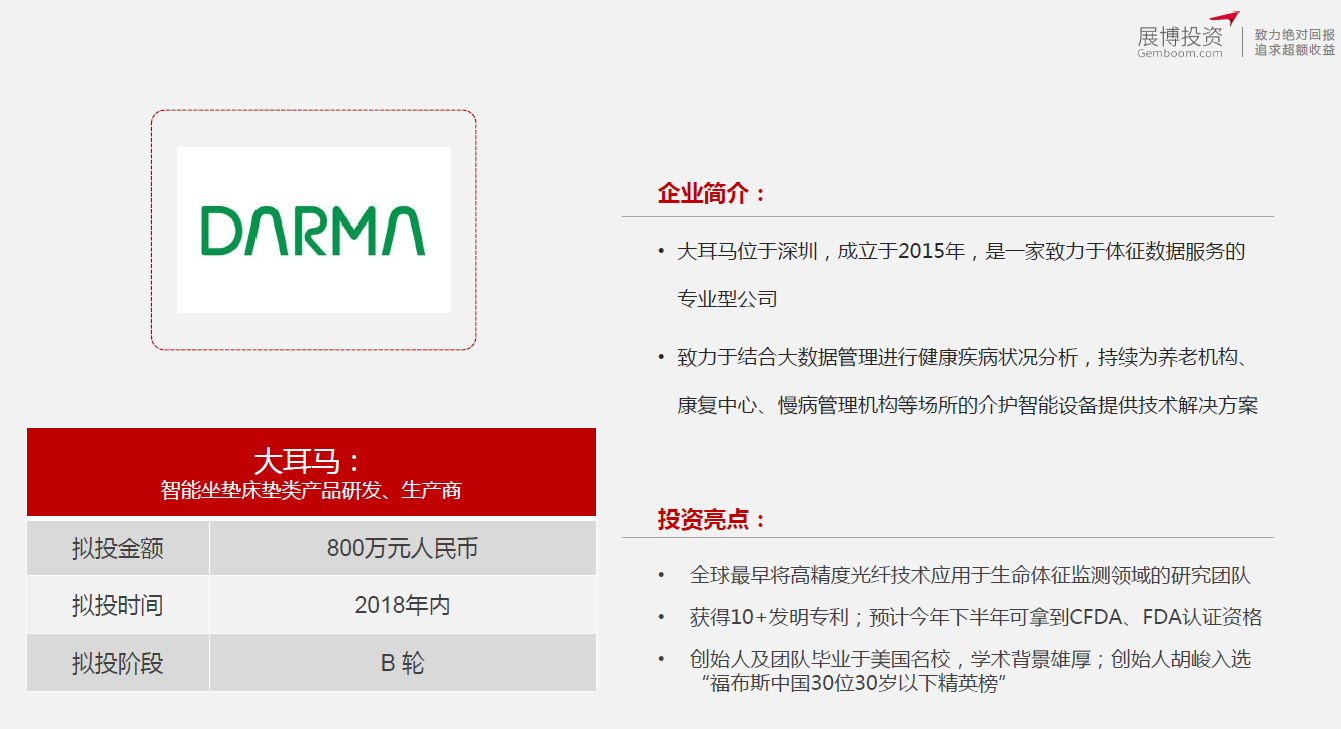 展博投资
Gemboom.com
致力绝对回报
追求超额收益
DARMA
大耳马：
智能坐垫床垫类产品研发、生产商
拟投金额 800万元人民币
拟投时间 2018年内
拟投阶段 B 轮
企业简介：
• 大耳马位于深圳，成立于2015年，是一家致力于体征数据服务的
专业型公司
• 致力于结合大数据管理进行健康疾病状况分析，持续为养老机构、
康复中心、慢病管理机构等场所的介护智能设备提供技术解决方案
投资亮点：
• 全球最早将高精度光纤技术应用于生命体征监测领域的研究团队
• 获得10+发明专利；预计今年下半年可拿到CFDA、FDA认证资格
• 创始人及团队毕业于美国名校，学术背景雄厚；创始人胡峻入选
“福布斯中国30位30岁以下精英榜”